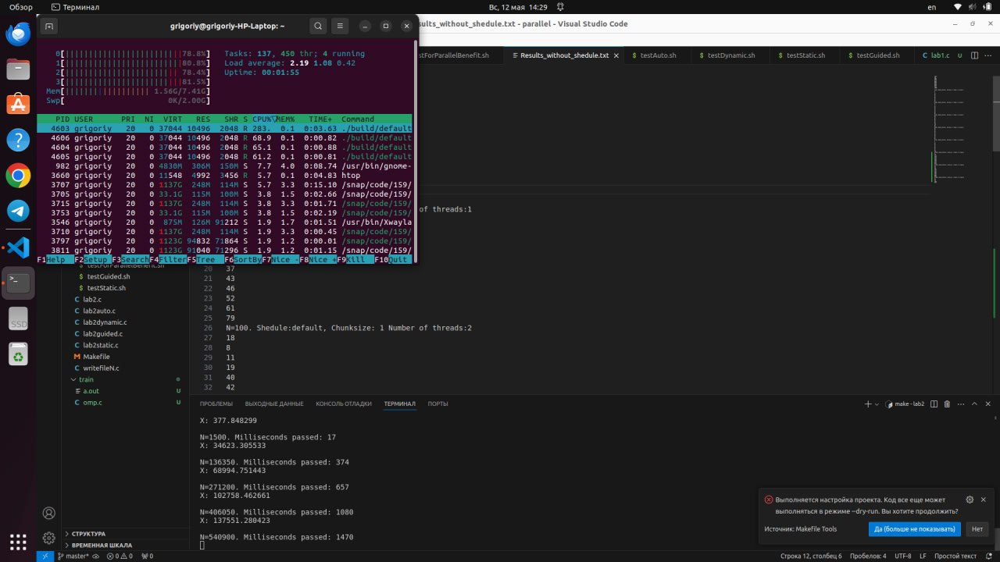 Обзор Терминал Вс, 12 мая 14:29 en
grigoriy@grigoriy-HP-Laptop: ~
sults_without_shedule.txt - parallel - Visual Studio Code
stForParallelBenefit.sh Results_without_shedule.txt testAuto.sh testDynamic.sh testStatic.sh testGuided.sh lab1.c U
0[ 78.8%] Tasks: 137, 450 thr; 4 running
1[ 80.8%] Load average: 2.19 1.08 0.42
2[ 78.4%] Uptime: 00:01:55
3[ 81.5%]
Mem[ 1.56G/7.41G]
Swp[ 0K/2.00G]
PID USER PRI NI VIRT RES SHR S CPU%▽MEM% TIME+ Command
4603 grigoriy 20 0 37044 10496 2048 R 283. 0.1 0:03.63 ./build/default
4606 grigoriy 20 0 37044 10496 2048 R 68.9 0.1 0:00.82 ./build/default
4604 grigoriy 20 0 37044 10496 2048 R 65.1 0.1 0:00.88 ./build/default
4605 grigoriy 20 0 37044 10496 2048 R 61.2 0.1 0:00.81 ./build/default
982 grigoriy 20 0 4830M 306M 150M S 7.7 4.0 0:08.74 /usr/bin/gnome-
3660 grigoriy 20 0 11548 4992 3456 R 5.7 0.1 0:04.83 htop
3707 grigoriy 20 0 1137G 248M 114M S 5.7 3.3 0:15.10 /snap/code/159/
3705 grigoriy 20 0 33.1G 115M 100M S 3.8 1.5 0:02.66 /snap/code/159/
3715 grigoriy 20 0 1137G 248M 114M S 3.8 3.3 0:01.71 /snap/code/159/
3753 grigoriy 20 0 33.1G 115M 100M S 3.8 1.5 0:02.19 /snap/code/159/
3546 grigoriy 20 0 875M 126M 91212 S 1.9 1.7 0:01.51 /usr/bin/Xwayla
3710 grigoriy 20 0 1137G 248M 114M S 1.9 3.3 0:00.45 /snap/code/159/
3797 grigoriy 20 0 1123G 94832 71864 S 1.9 1.2 0:00.01 /snap/code/159/
3811 grigoriy 20 0 1123G 91040 71296 S 1.9 1.2 0:01.15 /snap/code/159/
F1Help F2Setup F3Search F4Filter F5Tree F6SortBy F7Nice - F8Nice + F9Kill F10Quit
of threads:1
testForParallelBenefit.sh
testGuided.sh
testStatic.sh
lab2.c
lab2auto.c
lab2dynamic.c
lab2guided.c
lab2static.c
Makefile
writefileN.c
train
a.out U
omp.c U
20 37
21 43
22 46
23 52
24 61
25 79
26 N=100. Shedule:default, Chunksize: 1 Number of threads:2
27 18
28 8
29 11
30 19
31 40
32 42
ПРОБЛЕМЫ ВЫХОДНЫЕ ДАННЫЕ КОНСОЛЬ ОТЛАДКИ ТЕРМИНАЛ ПОРТЫ make - lab2
X: 377.848299
N=1500. Milliseconds passed: 17
X: 34623.305533
N=136350. Milliseconds passed: 374
X: 68994.751443
N=271200. Milliseconds passed: 657
X: 102758.462661
N=406050. Milliseconds passed: 1080
X: 137551.280423
N=540900. Milliseconds passed: 1470
Выполняется настройка проекта. Код все еще может
выполняться в режиме --dry-run. Вы хотите продолжить?
Источник: Makefile Tools Да (больше не показывать) Нет
SSD
СТРУКТУРА
ВРЕМЕННАЯ ШКАЛА
master* 0 0 0 Строка 12, столбец 6 Пробелов: 4 UTF-8 LF Простой текст